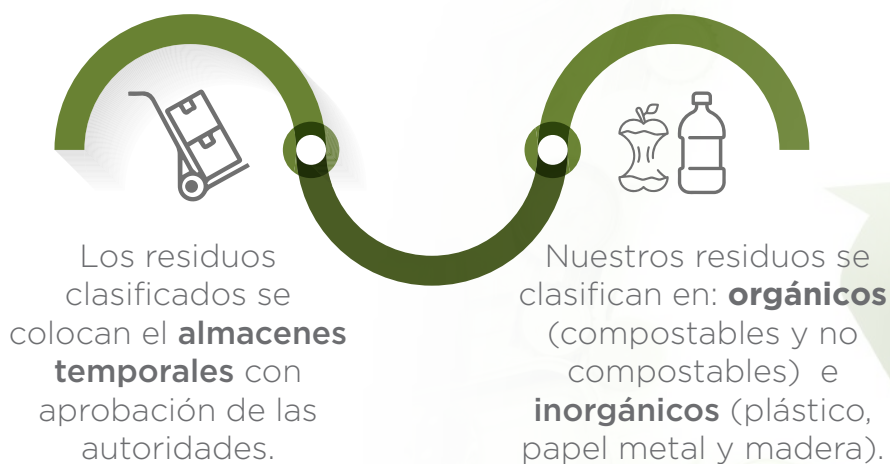 Los residuos
clasificados se
colocan el almacenes
temporales con
aprobación de las
autoridades.
Nuestros residuos se
clasifican en: orgánicos
(compostables y no
compostables) e
inorgánicos (plástico,
papel metal y madera).